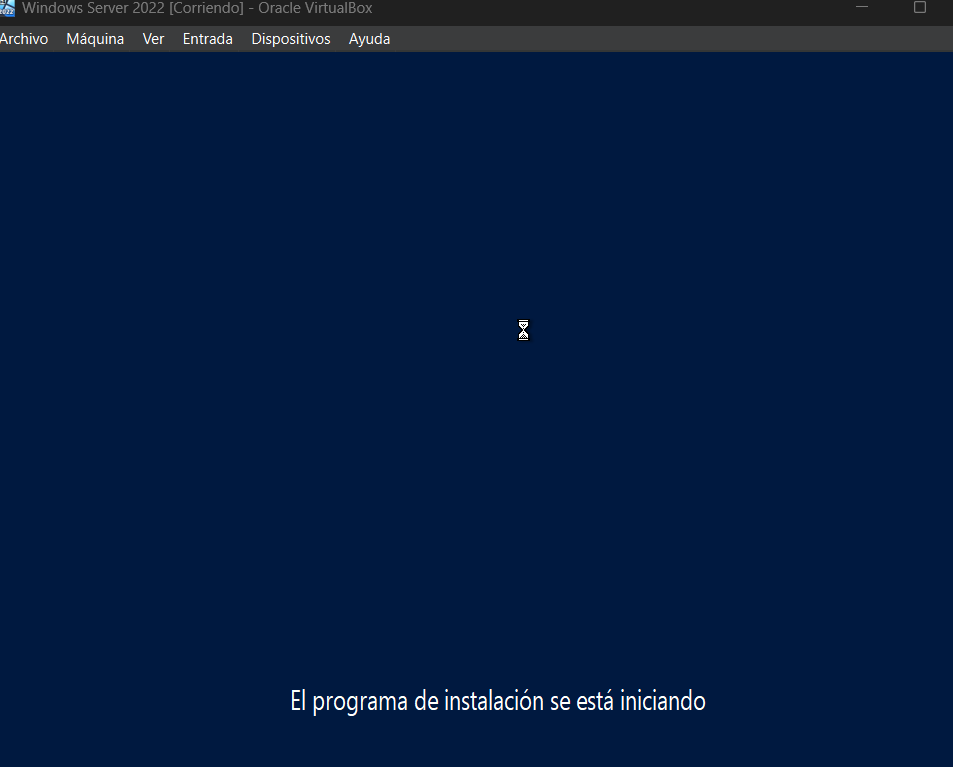 Windows Server 2022 [Corriendo] - Oracle VirtualBox
Archivo Máquina Ver Entrada Dispositivos Ayuda
El programa de instalación se está iniciando